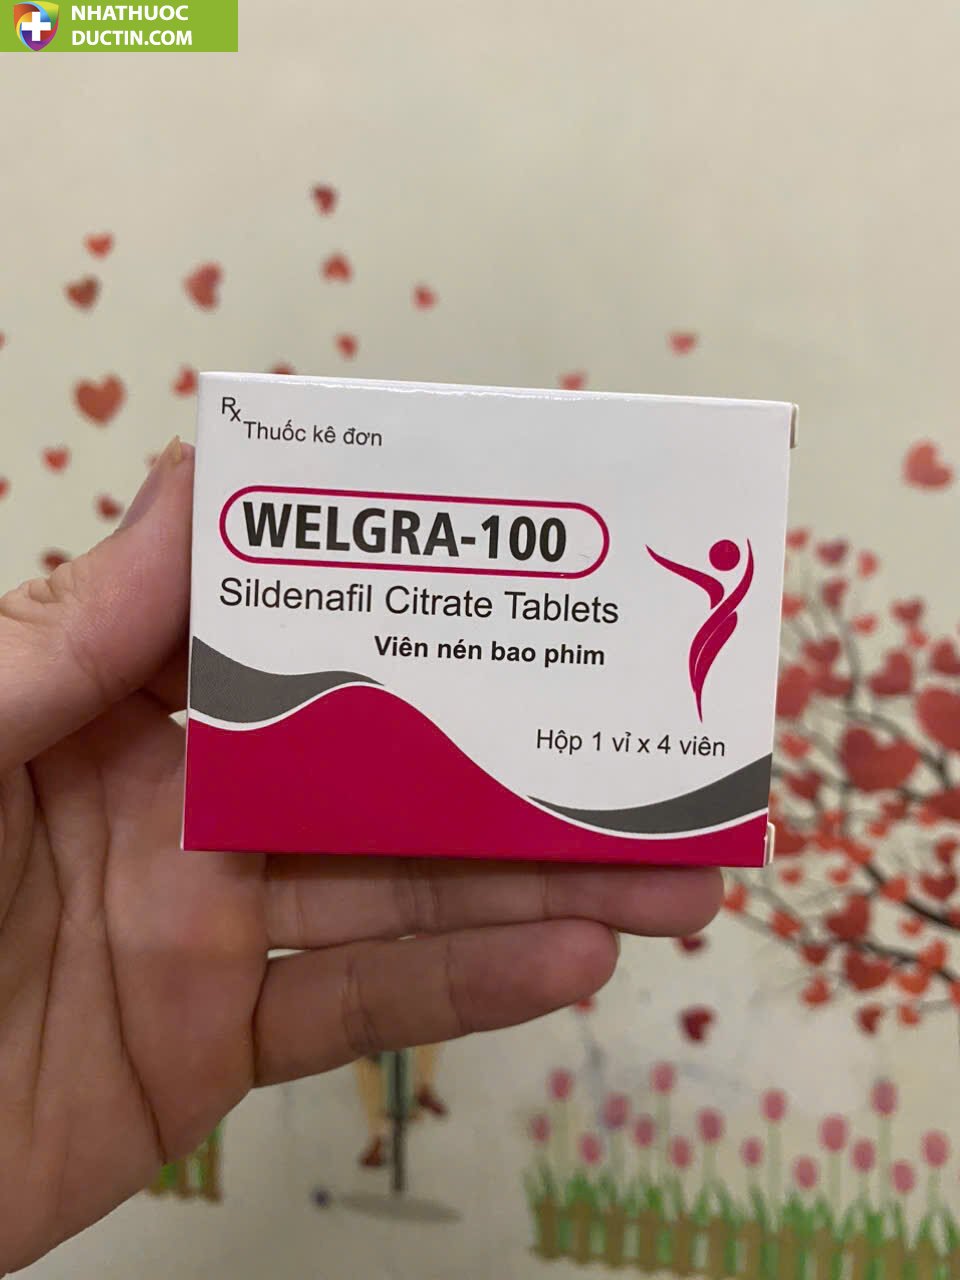 NHATHUOC
DUCTIN.COM
Rx
Thuốc kê đơn
WELGRA-100
Sildenafil Citrate Tablets
Viên nén bao phim
Hộp 1 vỉ x 4 viên